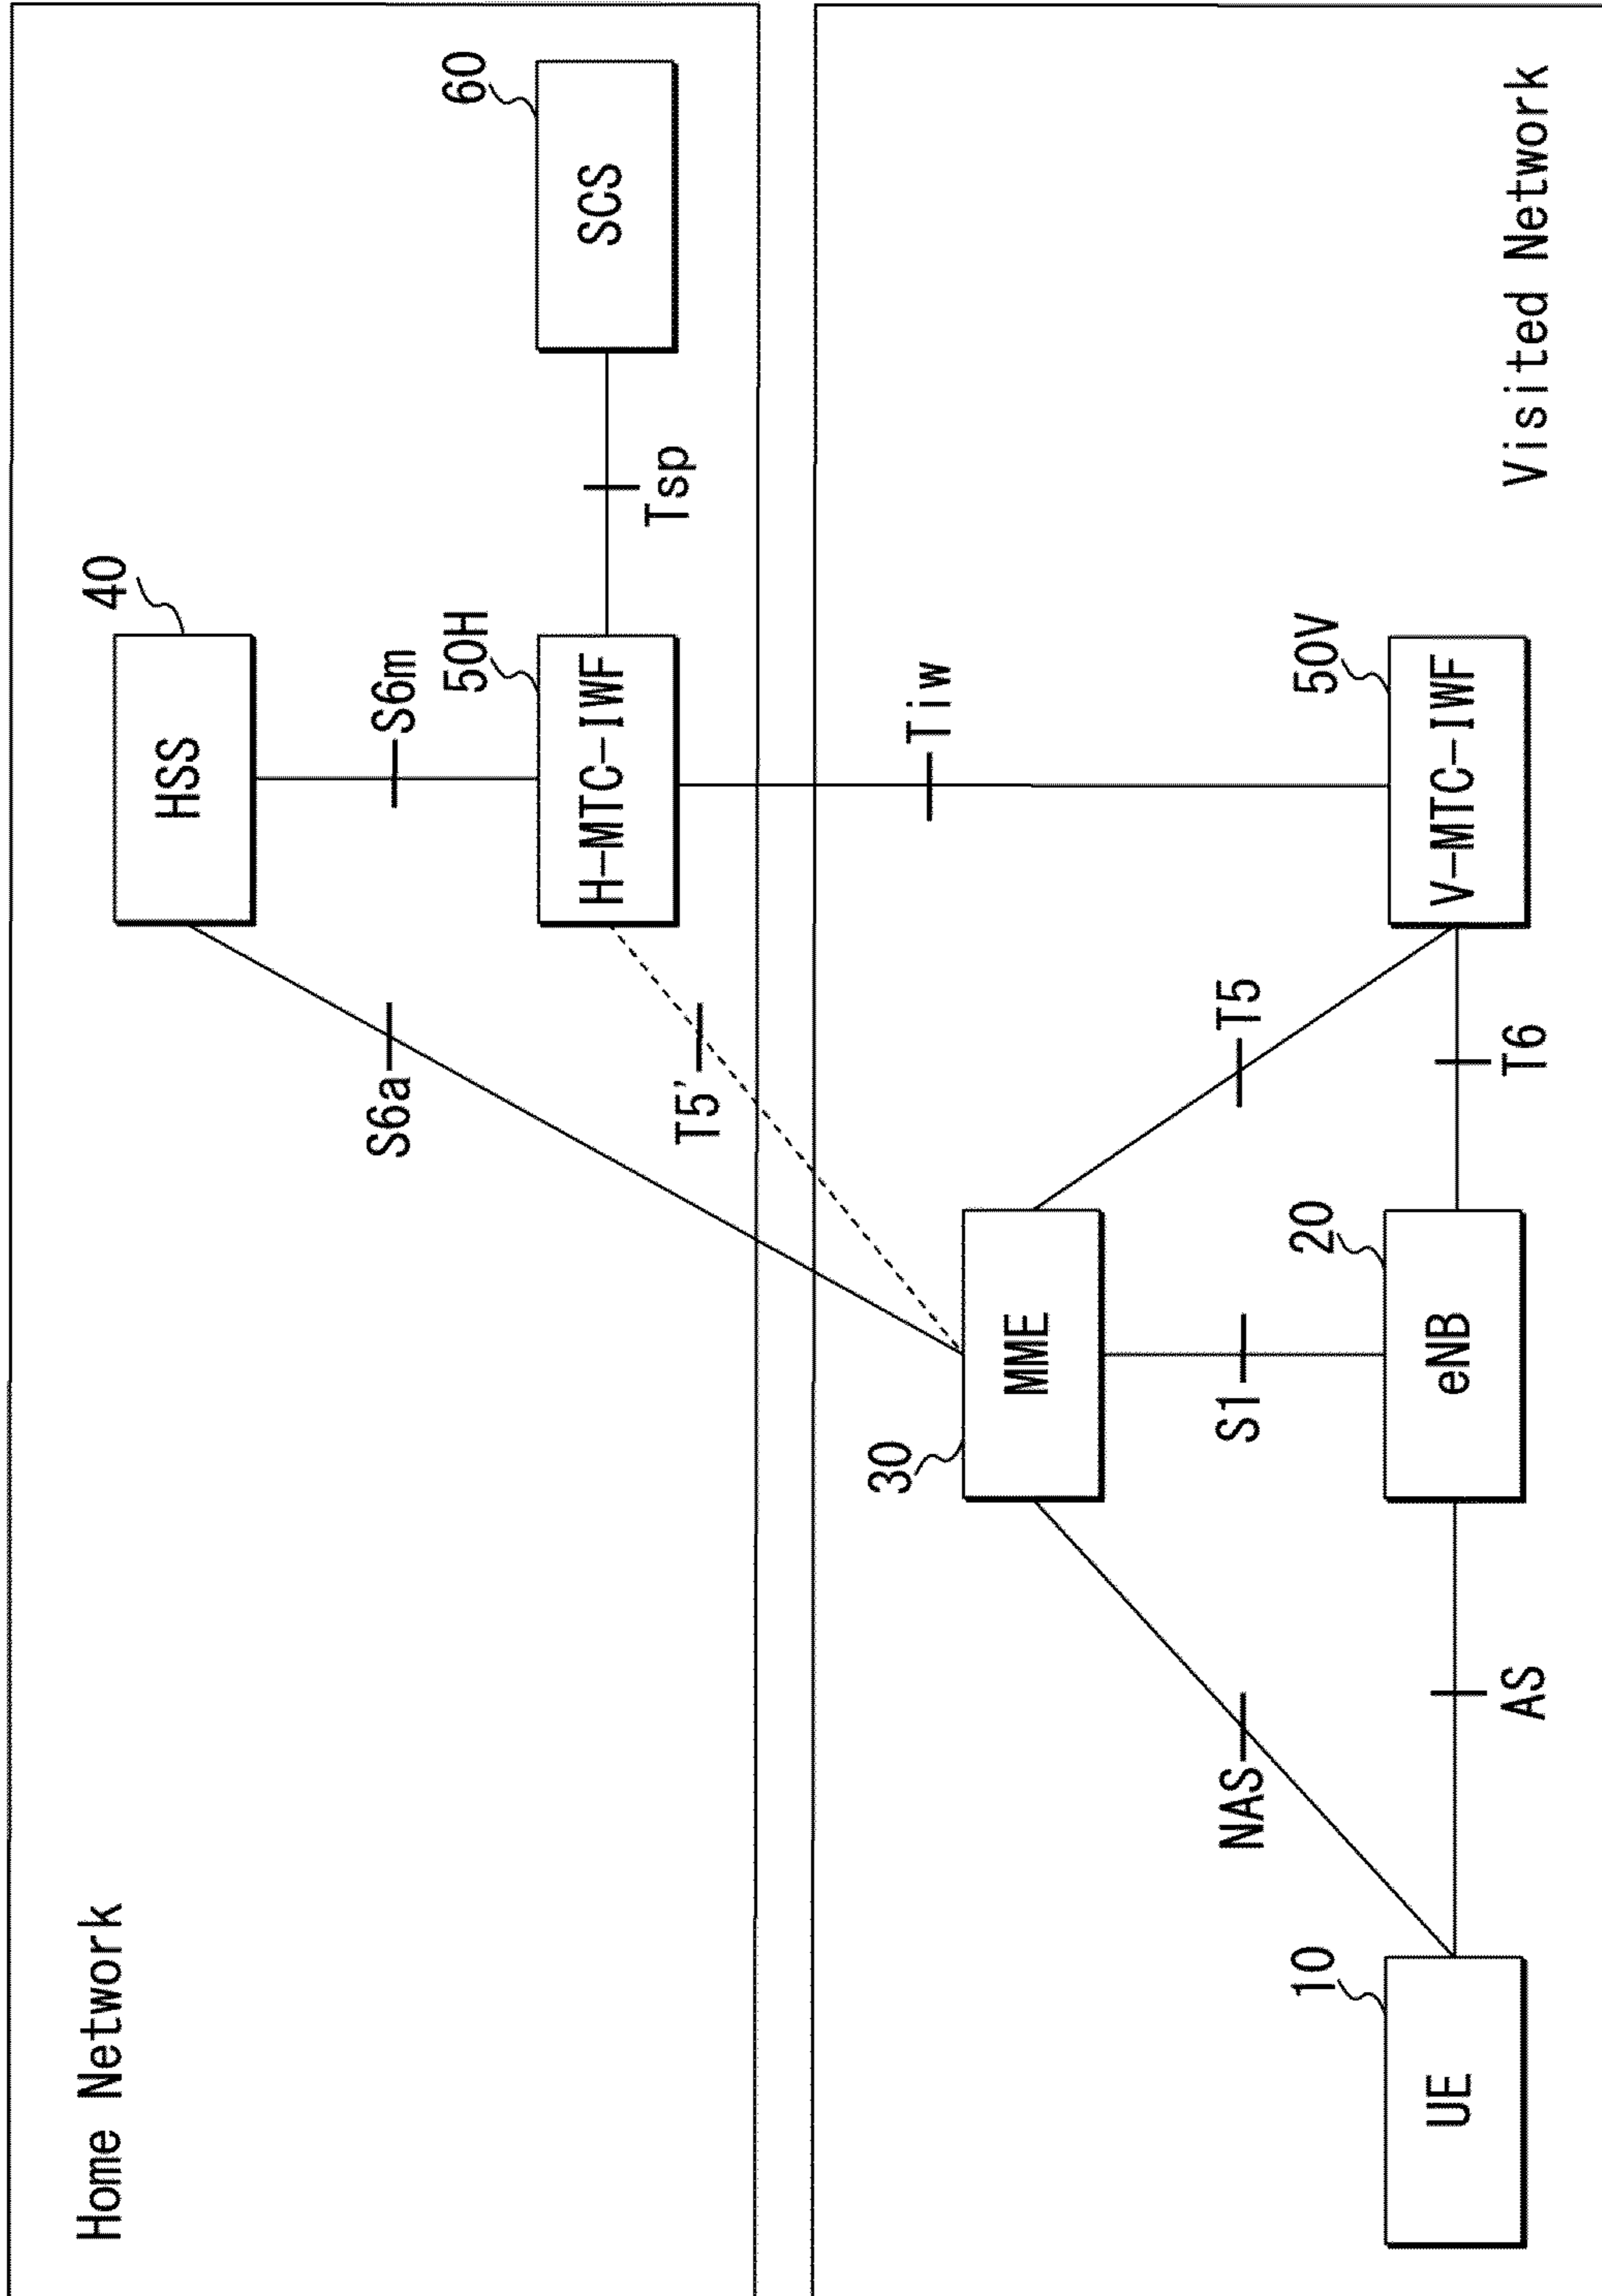 Home Network
HSS
40
S6a
S6m
T5'
H-MTC-IWF
50H
Tsp
SCS
60
Tiw
30
MME
NAS
S1
T5
UE
10
AS
eNB
20
T6
V-MTC-IWF
50V
Visited Network